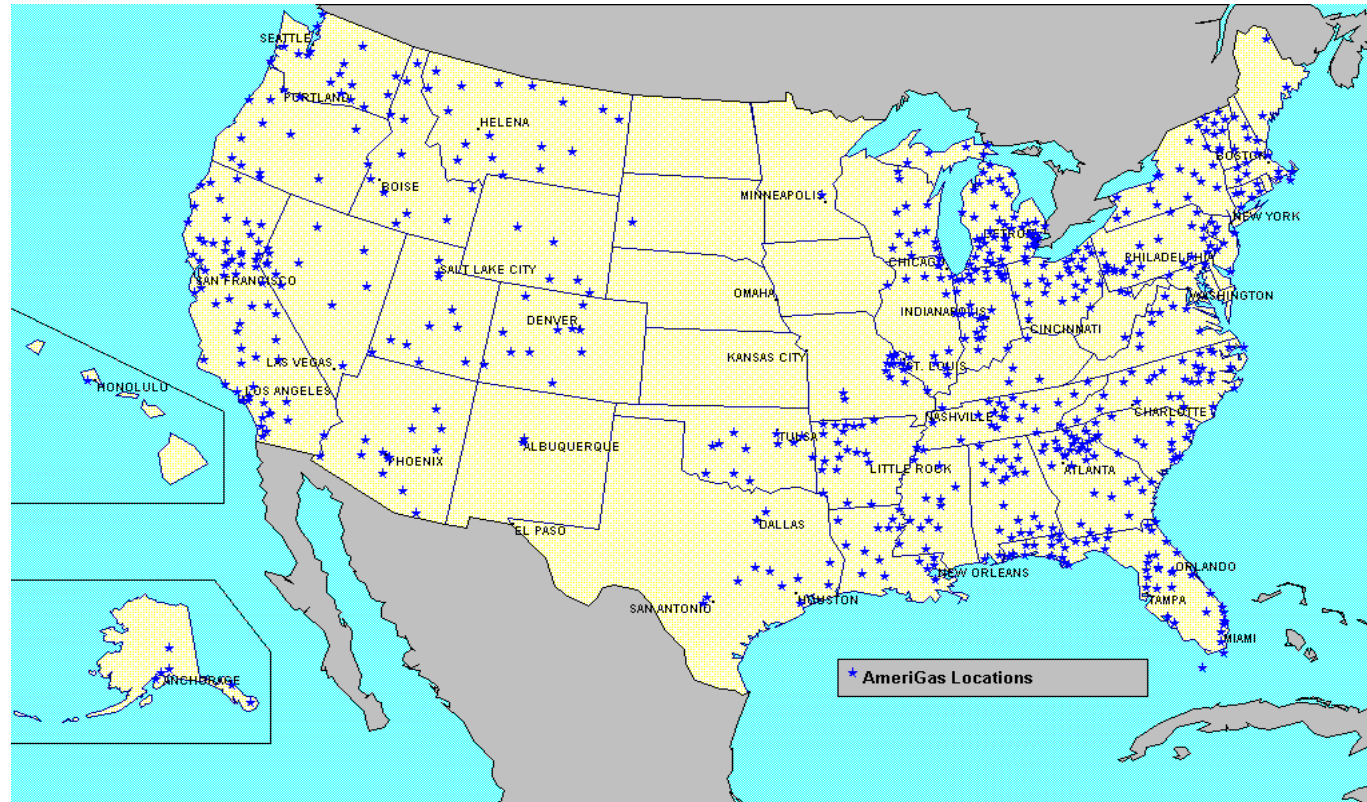 SEATTLE
PORTLAND
HELENA
BOISE
MINNEAPOLIS
BOSTON
NEW YORK
DETROIT
CHICAGO
PHILADELPHIA
SALT LAKE CITY
SAN FRANCISCO
OMAHA
WASHINGTON
INDIANAPOLIS
DENVER
CINCINNATI
LAS VEGAS
KANSAS CITY
ST. LOUIS
HONOLULU
LOS ANGELES
NASHVILLE
CHARLOTTE
TULSA
ALBUQUERQUE
PHOENIX
LITTLE ROCK
ATLANTA
DALLAS
EL PASO
ORLANDO
NEW ORLEANS
HOUSTON
SAN ANTONIO
TAMPA
MIAMI
ANCHORAGE
AmeriGas Locations